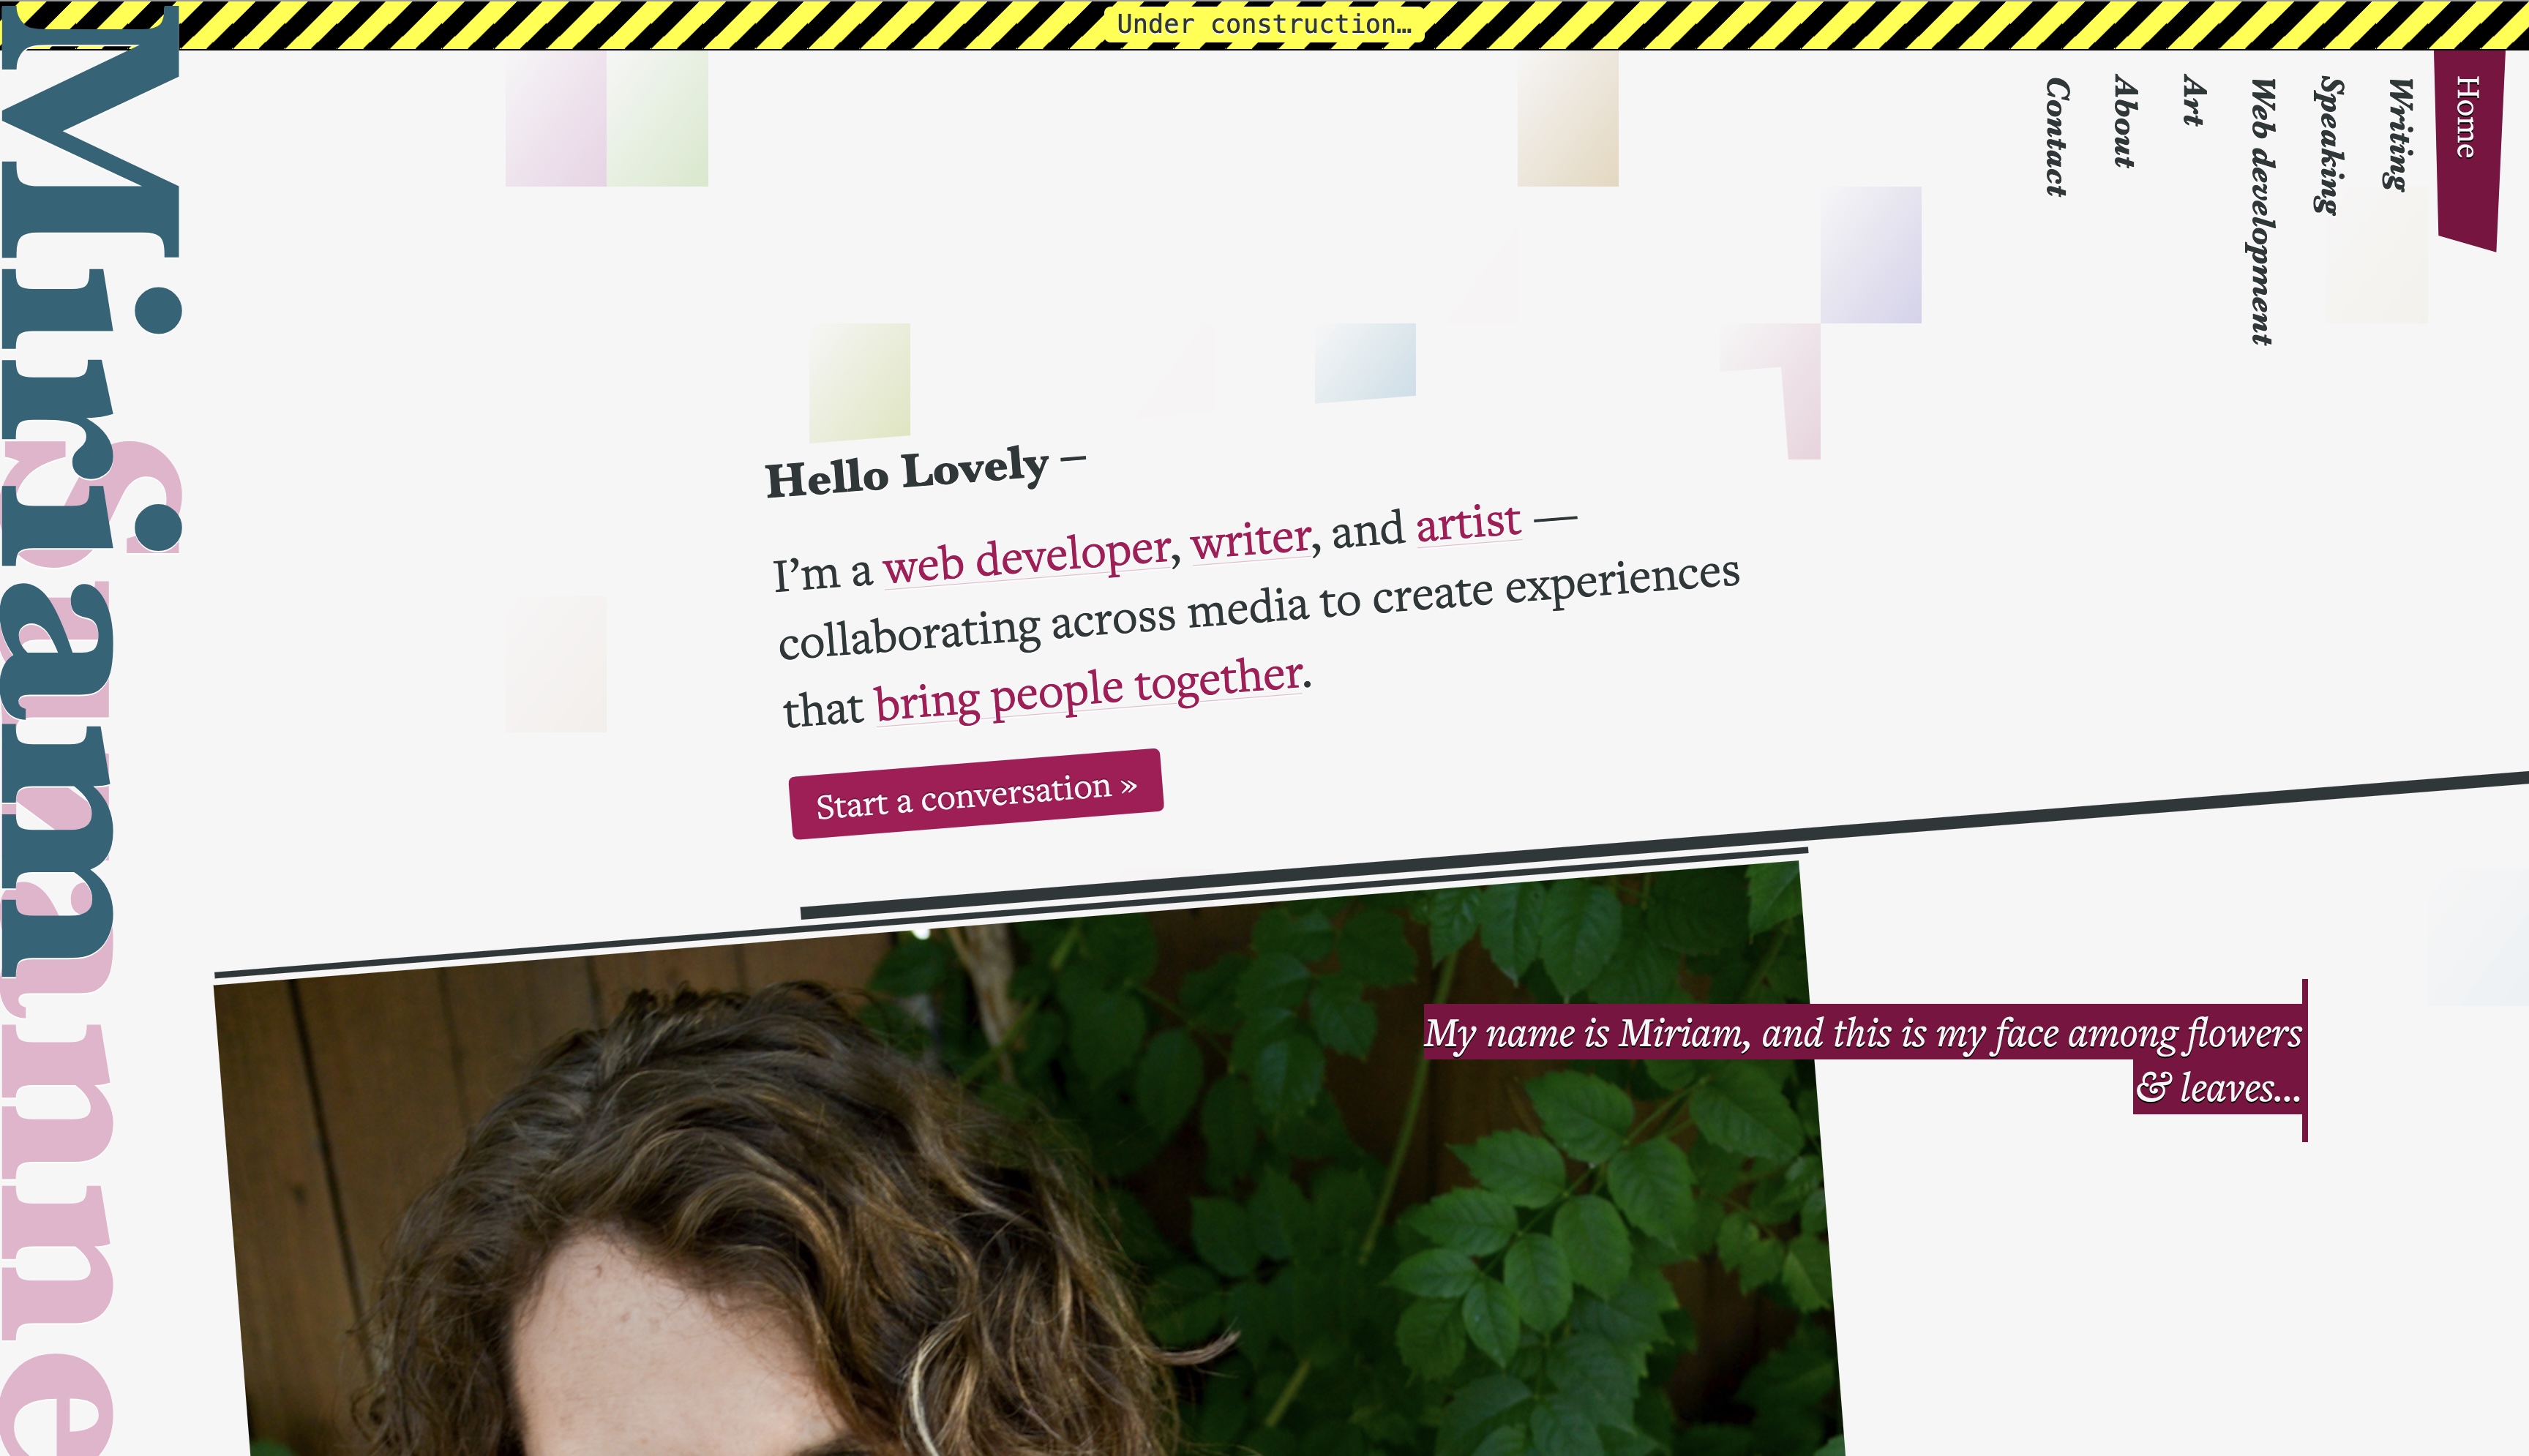 Under construction…
Miriam
Suzanne
Home
Writing
Speaking
Web development
Art
About
Contact
Hello Lovely —
I’m a web developer, writer, and artist —
collaborating across media to create experiences
that bring people together.
Start a conversation »
My name is Miriam, and this is my face among flowers
& leaves…